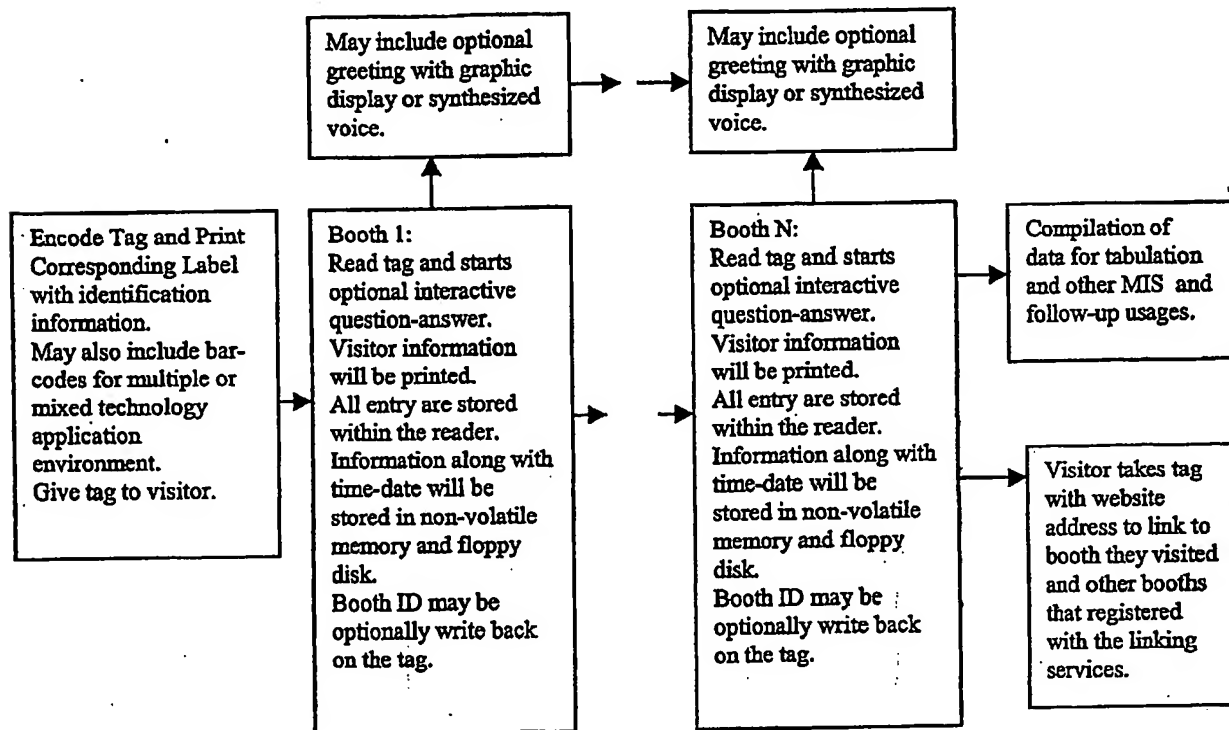 May include optional
greeting with graphic
display or synthesized
voice.
May include optional
greeting with graphic
display or synthesized
voice.
Encode Tag and Print
Corresponding Label
with identification
information.
May also include bar-
codes for multiple or
mixed technology
application
environment.
Give tag to visitor.
Booth 1:
Read tag and starts
optional interactive
question-answer.
Visitor information
will be printed.
All entry are stored
within the reader.
Information along with
time-date will be
stored in non-volatile
memory and floppy
disk.
Booth ID may be
optionally write back
on the tag.
Booth N:
Read tag and starts
optional interactive
question-answer.
Visitor information
will be printed.
All entry are stored
within the reader.
Information along with
time-date will be
stored in non-volatile
memory and floppy
disk.
Booth ID may be
optionally write back
on the tag.
Compilation of
data for tabulation
and other MIS and
follow-up usages.
Visitor takes tag
with website
address to link to
booth they visited
and other booths
that registered
with the linking
services.